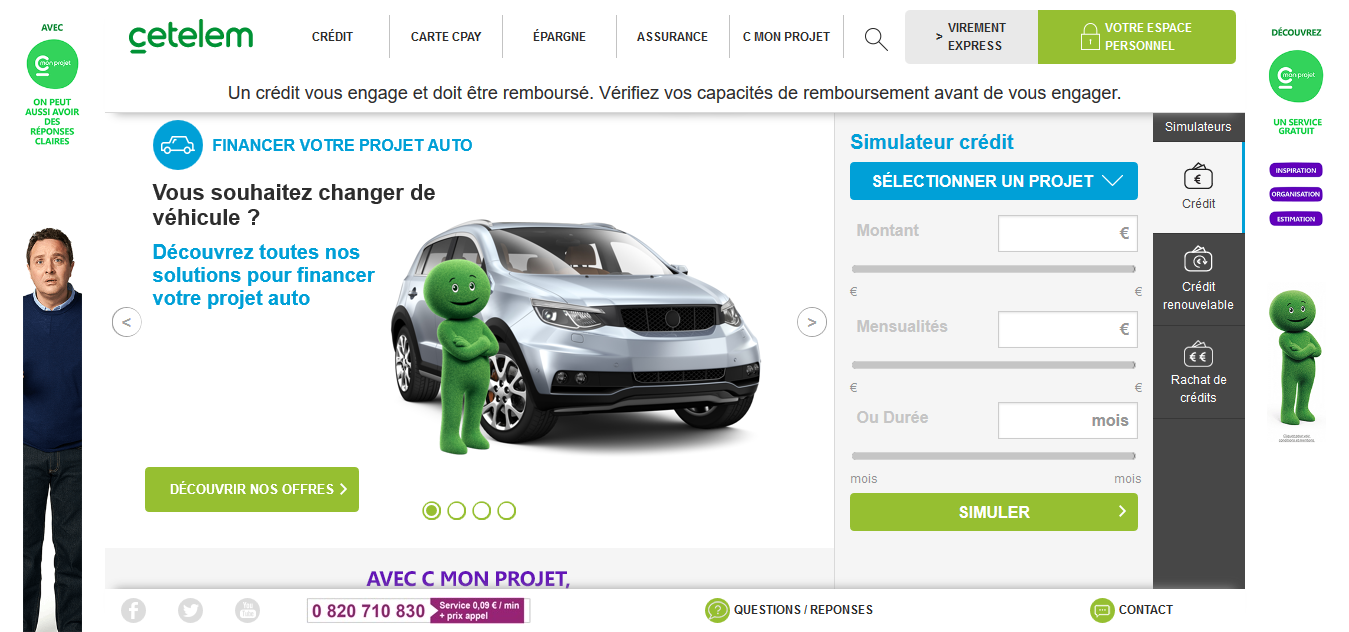 AVEC
C mon projet
ON PEUT
AUSSI AVOIR
DES
RÉPONSES
CLAIRES
cetelem
CRÉDIT
CARTE CPAY
ÉPARGNE
ASSURANCE
C MON PROJET
> VIREMENT
EXPRESS
VOTRE ESPACE
PERSONNEL
Un crédit vous engage et doit être remboursé. Vérifiez vos capacités de remboursement avant de vous engager.
FINANCER VOTRE PROJET AUTO
Vous souhaitez changer de
véhicule ?
Découvrez toutes nos
solutions pour financer
votre projet auto
<
>
DÉCOUVRIR NOS OFFRES >
AVEC C MON PROJET,
Simulateur crédit
SÉLECTIONNER UN PROJET
Montant
€
€ €
Mensualités
€
€ €
Ou Durée
mois
mois mois
SIMULER >
Simulateurs
€
Crédit
€
Crédit
renouvelable
€ €
Rachat de
crédits
DÉCOUVREZ
C mon projet
UN SERVICE
GRATUIT
INSPIRATION
ORGANISATION
ESTIMATION
f
You
Tube
0 820 710 830
Service 0,09 € / min
+ prix appel
? QUESTIONS / REPONSES
CONTACT